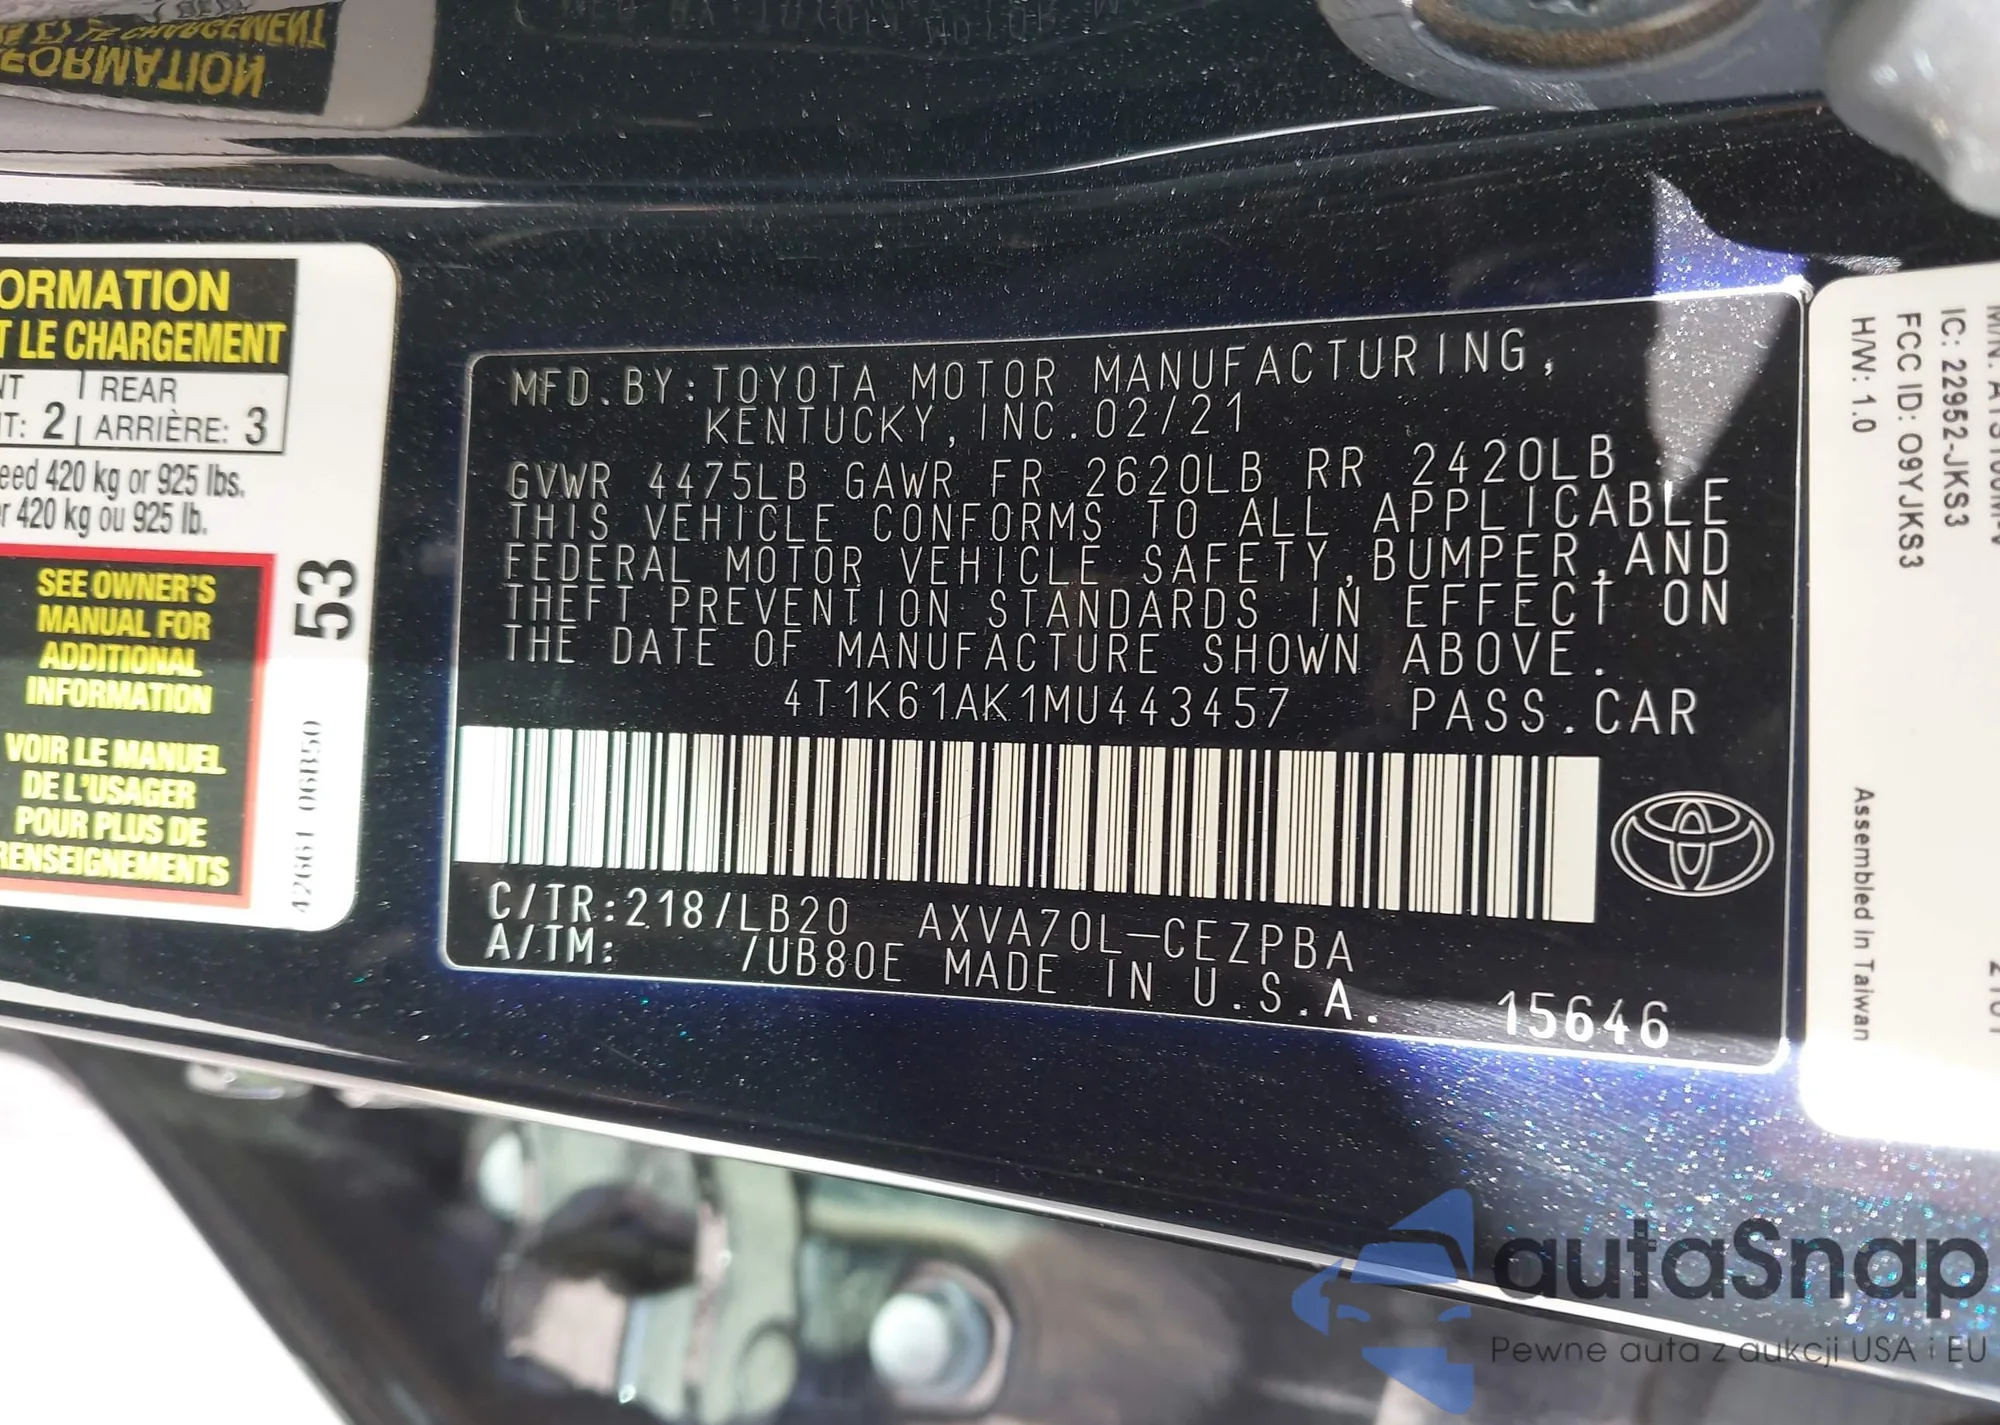 ORMATION
T LE CHARGEMENT
NT REAR
T: 2 ARRIÈRE: 3
eed 420 kg or 925 lbs.
r 420 kg ou 925 lb.
SEE OWNER'S
MANUAL FOR
ADDITIONAL
INFORMATION
VOIR LE MANUEL
DE L'USAGER
POUR PLUS DE
RENSEIGNEMENTS
53
42661 06B50
MFD.BY:TOYOTA MOTOR MANUFACTURING,
KENTUCKY,INC.02/21
GVWR 4475LB GAWR FR 2620LB RR 2420LB
THIS VEHICLE CONFORMS TO ALL APPLICABLE
FEDERAL MOTOR VEHICLE SAFETY,BUMPER,AND
THEFT PREVENTION STANDARDS IN EFFECT ON
THE DATE OF MANUFACTURE SHOWN ABOVE.
4T1K61AK1MU443457 PASS.CAR
C/TR:218/LB20 AXVA70L-CEZPBA
A/TM: /UB80E MADE IN U.S.A. 15646
IC: 22952-JKS3
FCC ID: O9YJKS3
H/W: 1.0
Assembled in Taiwan
autaSnap
Pewne auta z aukcji USA i EU